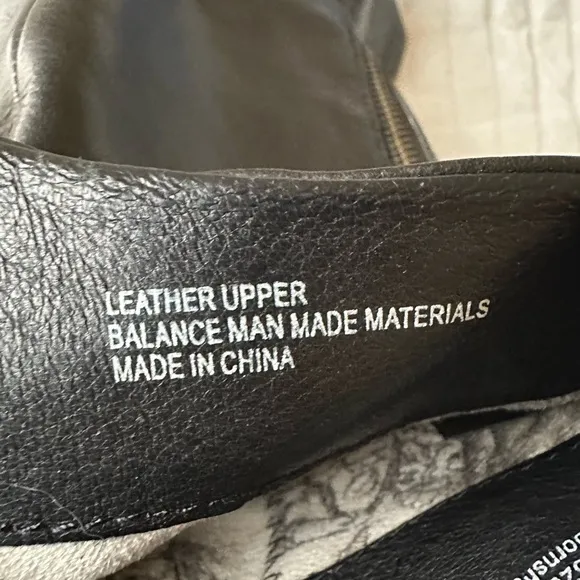 LEATHER UPPER
BALANCE MAN MADE MATERIALS
MADE IN CHINA